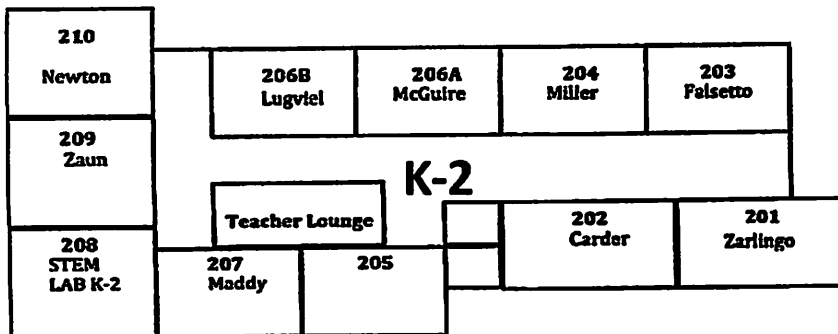 210
Newton
206B
Lugviel
206A
McGuire
204
Miller
203
Falsetto
209
Zaun
K-2
Teacher Lounge
202
Carder
201
Zarlingo
208
STEM
LAB K-2
207
Maddy
205